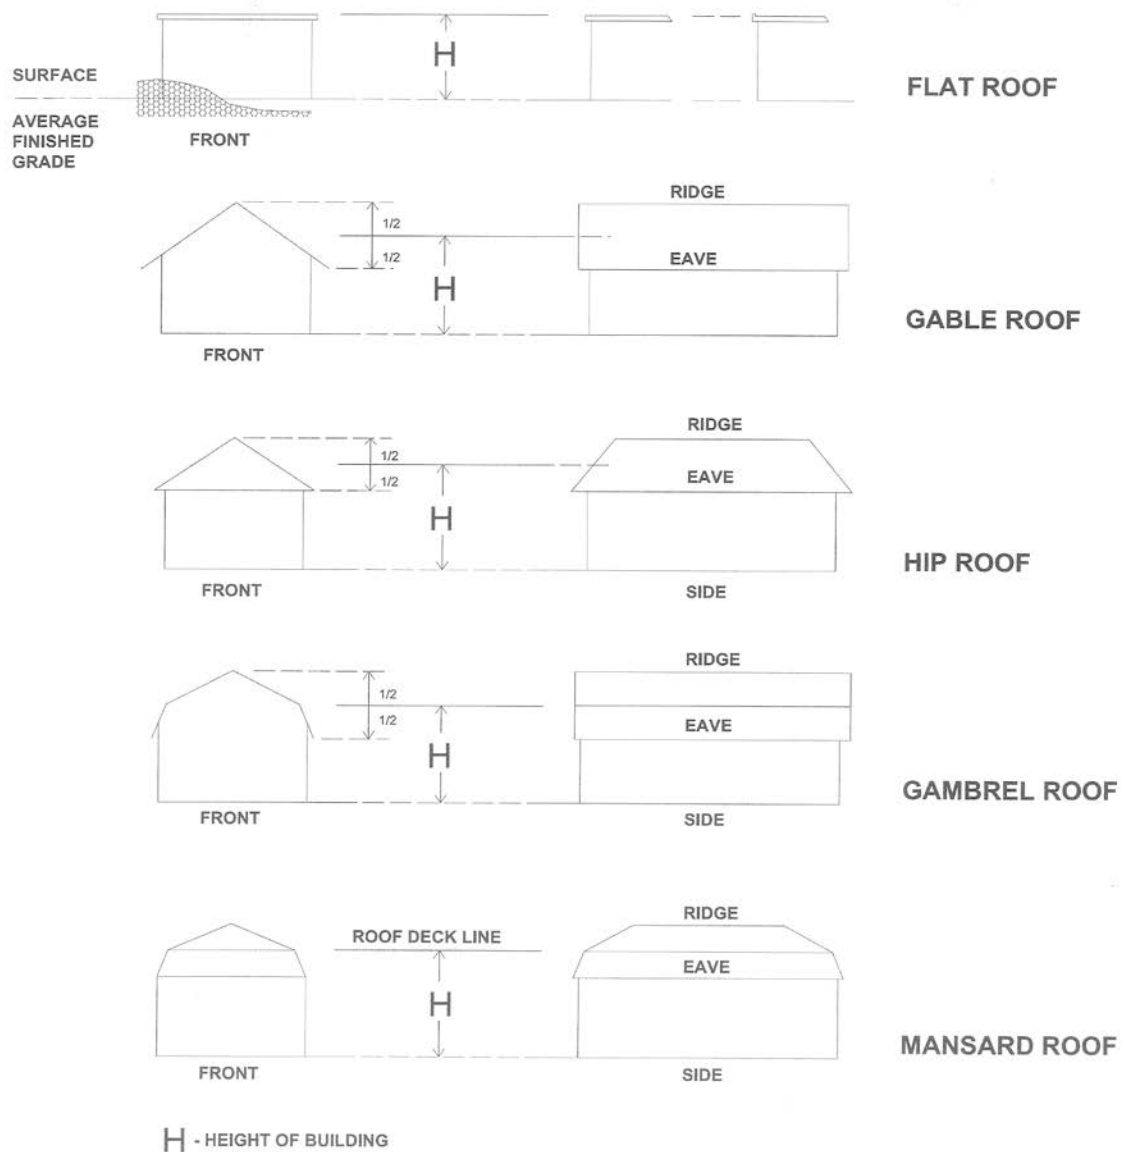 H
SURFACE
FLAT ROOF
AVERAGE
FINISHED
GRADE
FRONT
RIDGE
1/2
1/2
EAVE
H
GABLE ROOF
FRONT
RIDGE
1/2
1/2
EAVE
H
HIP ROOF
FRONT
SIDE
RIDGE
1/2
1/2
EAVE
H
GAMBREL ROOF
FRONT
SIDE
RIDGE
ROOF DECK LINE
EAVE
H
MANSARD ROOF
FRONT
SIDE
H - HEIGHT OF BUILDING